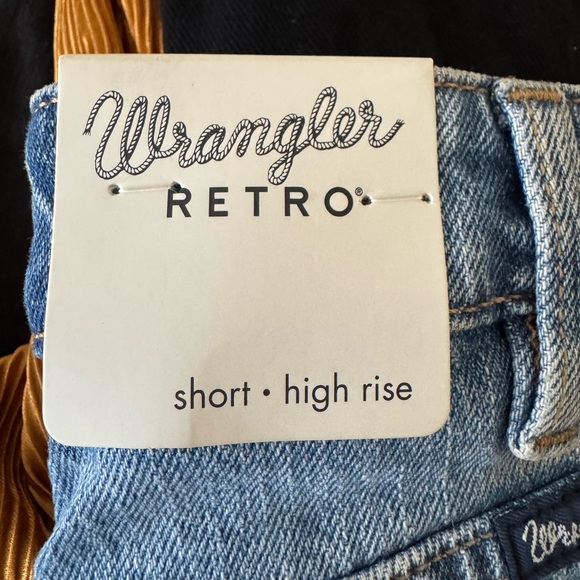 Wrangler
RETRO®
short • high rise